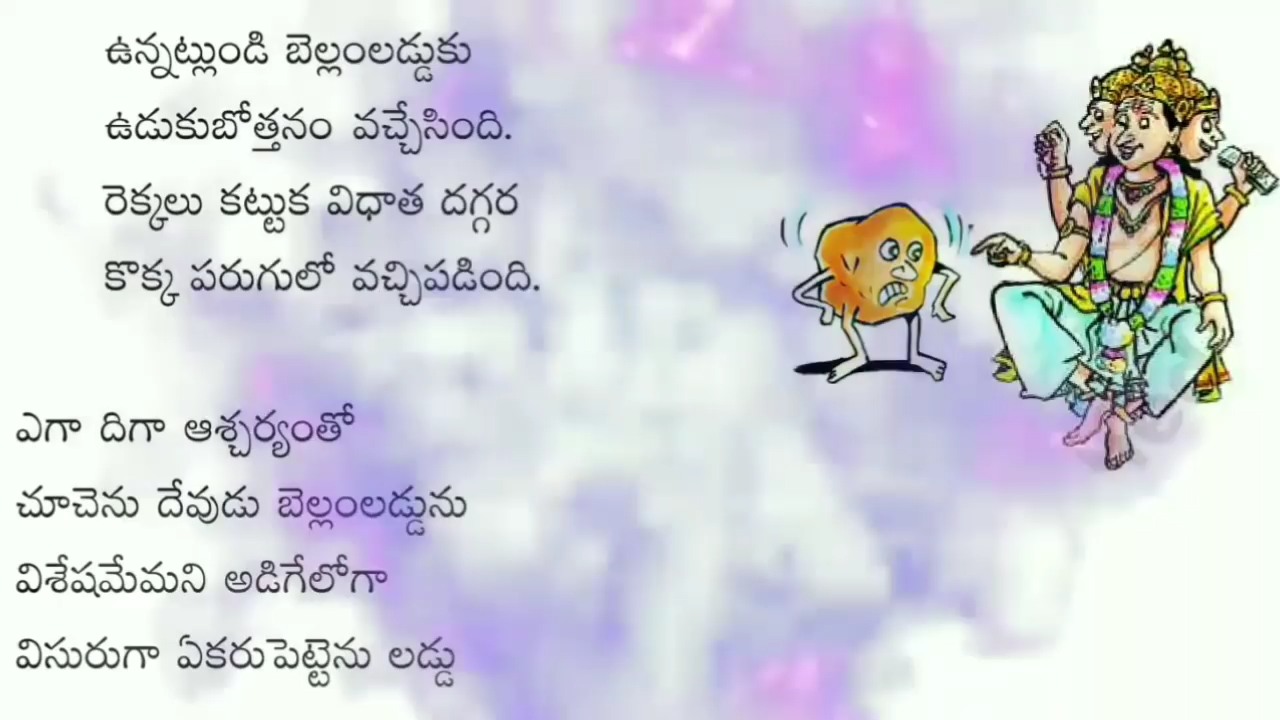 ఉన్నట్లుండి బెల్లంలడ్డుకు
ఉడుకుబోత్తనం వచ్చేసింది.
రెక్కలు కట్టుక విధాత దగ్గర
కొక్క పరుగులో వచ్చిపడింది.
ఎగా దిగా ఆశ్చర్యంతో
చూచెను దేవుడు బెల్లంలడ్డును
విశేషమేమని అడిగేలోగా
విసురుగా ఏకరుపెట్టెను లడ్డు